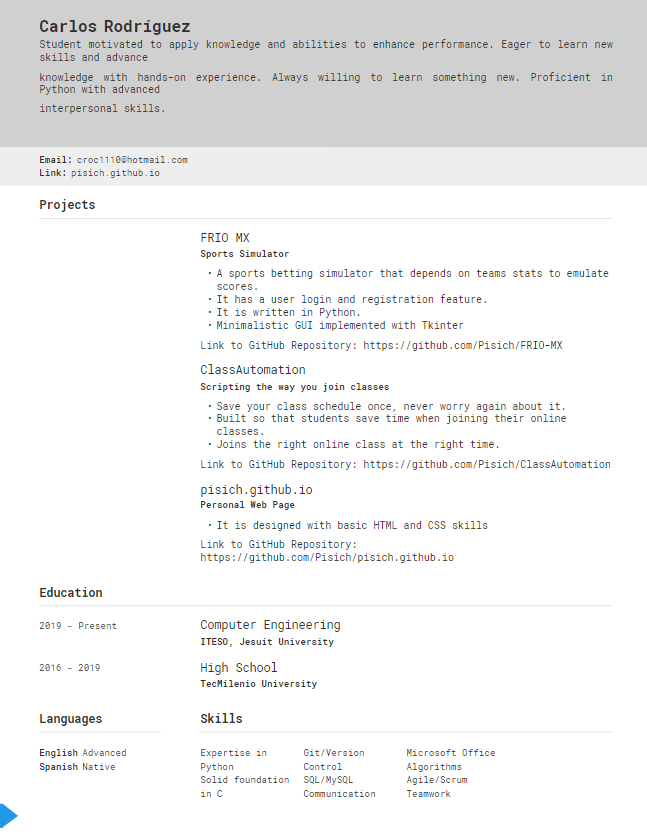 Carlos Rodríguez
Student motivated to apply knowledge and abilities to enhance performance. Eager to learn new
skills and advance
knowledge with hands-on experience. Always willing to learn something new. Proficient in
Python with advanced
interpersonal skills.
Email: croc1110@hotmail.com
Link: pisich.github.io
Projects
FRIO MX
Sports Simulator
• A sports betting simulator that depends on teams stats to emulate
scores.
• It has a user login and registration feature.
• It is written in Python.
• Minimalistic GUI implemented with Tkinter
Link to GitHub Repository: https://github.com/Pisich/FRIO-MX
ClassAutomation
Scripting the way you join classes
• Save your class schedule once, never worry again about it.
• Built so that students save time when joining their online
classes.
• Joins the right online class at the right time.
Link to GitHub Repository: https://github.com/Pisich/ClassAutomation
pisich.github.io
Personal Web Page
• It is designed with basic HTML and CSS skills
Link to GitHub Repository:
https://github.com/Pisich/pisich.github.io
Education
2019 - Present
Computer Engineering
ITESO, Jesuit University
2016 - 2019
High School
TecMilenio University
Languages
English Advanced
Spanish Native
Skills
Expertise in
Python
Solid foundation
in C
Git/Version
Control
SQL/MySQL
Communication
Microsoft Office
Algorithms
Agile/Scrum
Teamwork